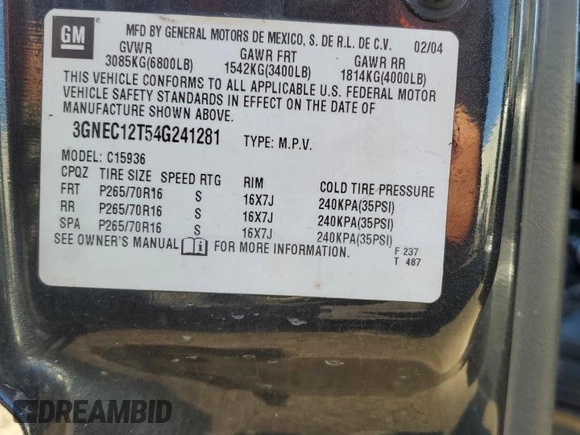 GM
MFD BY GENERAL MOTORS DE MEXICO, S. DE R.L. DE C.V. 02/04
GVWR GAWR FRT GAWR RR
3085KG(6800LB) 1542KG(3400LB) 1814KG(4000LB)
THIS VEHICLE CONFORMS TO ALL APPLICABLE U.S. FEDERAL MOTOR
VEHICLE SAFETY STANDARDS IN EFFECT ON THE DATE OF
MANUFACTURE SHOWN ABOVE.
3GNEC12T54G241281 TYPE: M.P.V.
MODEL: C15936
CPQZ TIRE SIZE SPEED RTG RIM COLD TIRE PRESSURE
FRT P265/70R16 S 16X7J 240KPA(35PSI)
RR P265/70R16 S 16X7J 240KPA(35PSI)
SPA P265/70R16 S 16X7J 240KPA(35PSI)
SEE OWNER'S MANUAL FOR MORE INFORMATION.
F 237
T 487
DREAMBID